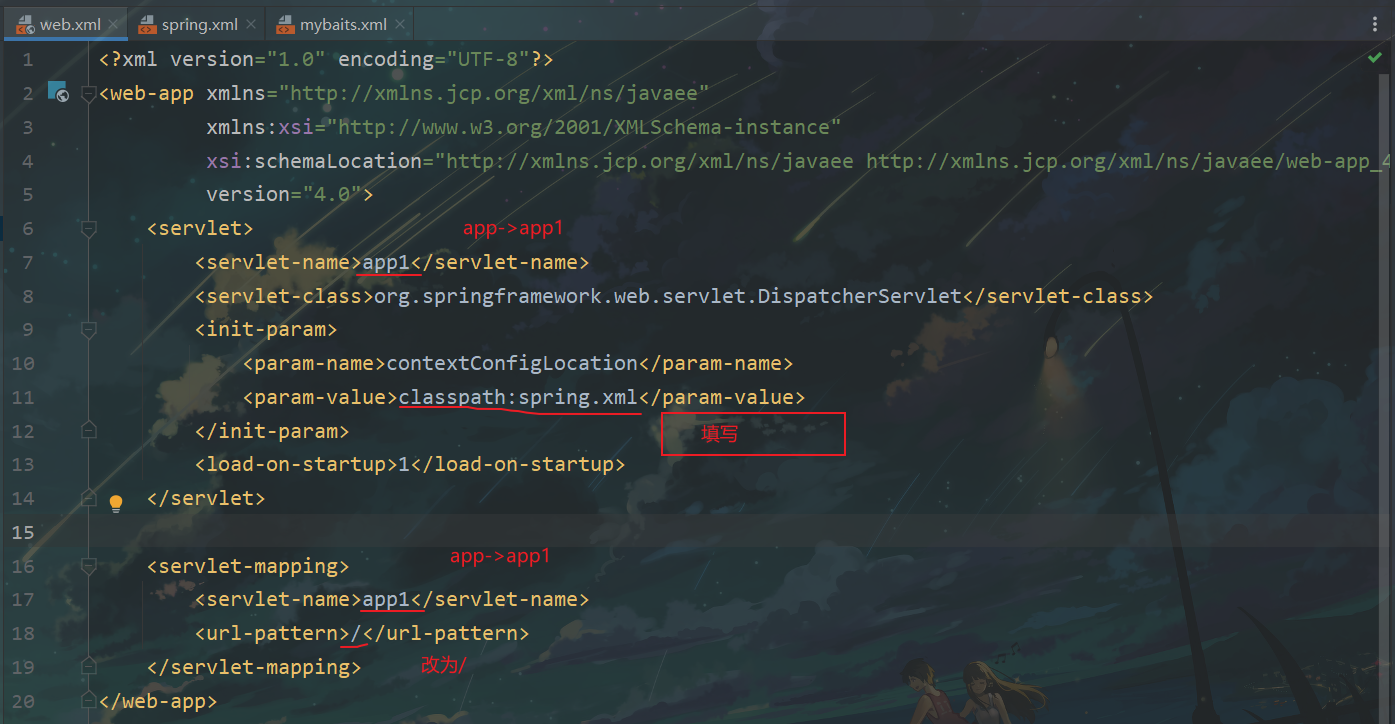 web.xml spring.xml mybaits.xml
1 <?xml version="1.0" encoding="UTF-8"?>
2 <web-app xmlns="http://xmlns.jcp.org/xml/ns/javaee"
3 xmlns:xsi="http://www.w3.org/2001/XMLSchema-instance"
4 xsi:schemaLocation="http://xmlns.jcp.org/xml/ns/javaee http://xmlns.jcp.org/xml/ns/javaee/web-app_4
5 version="4.0">
6 <servlet> app->app1
7 <servlet-name>app1</servlet-name>
8 <servlet-class>org.springframework.web.servlet.DispatcherServlet</servlet-class>
9 <init-param>
10 <param-name>contextConfigLocation</param-name>
11 <param-value>classpath:spring.xml</param-value>
12 </init-param> 填写
13 <load-on-startup>1</load-on-startup>
14 </servlet>
15
16 <servlet-mapping> app->app1
17 <servlet-name>app1</servlet-name>
18 <url-pattern>/</url-pattern>
19 </servlet-mapping> 改为/
20 </web-app>